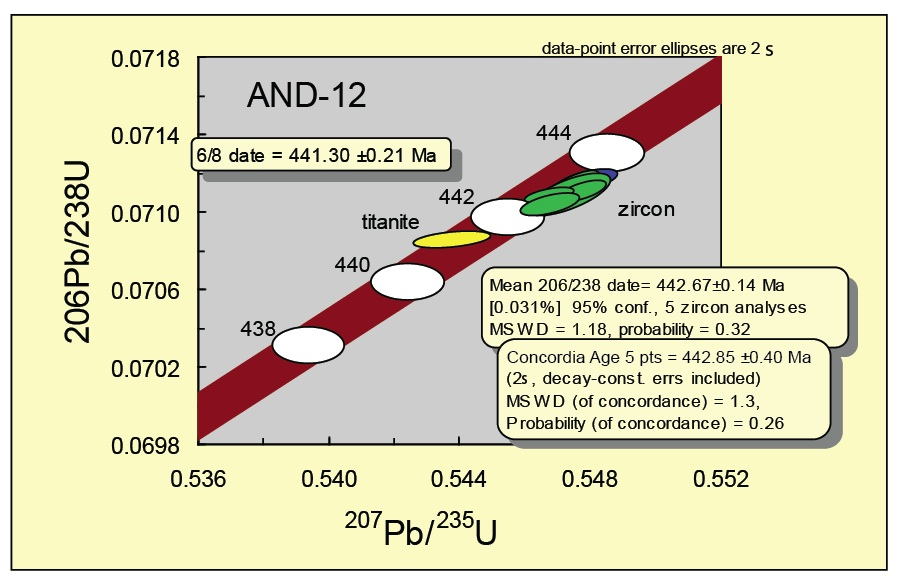 data-point error ellipses are 2 s
0.0718
AND-12
0.0714
444
6/8 date = 441.30 ±0.21 Ma
442
0.0710
titanite
zircon
206Pb/238U
440
0.0706
Mean 206/238 date= 442.67±0.14 Ma
[0.031%] 95% conf., 5 zircon analyses
MSWD = 1.18, probability = 0.32
438
0.0702
Concordia Age 5 pts = 442.85 ±0.40 Ma
(2s, decay-const. errs included)
MSWD (of concordance) = 1.3,
Probability (of concordance) = 0.26
0.0698
0.536 0.540 0.544 0.548 0.552
²⁰⁷Pb/²³⁵U